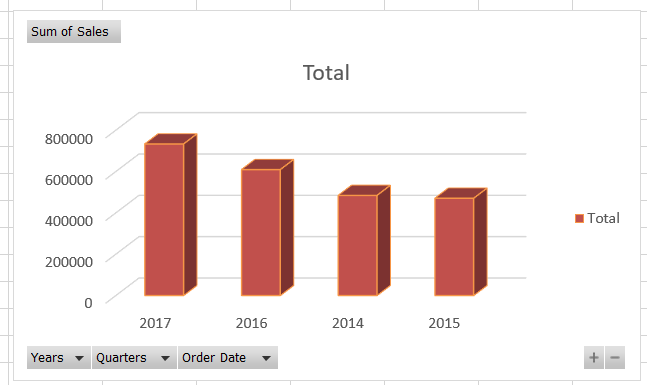 Sum of Sales
Total
800000
600000
400000
200000
0
2017 2016 2014 2015
Total
Years Quarters Order Date
+ −